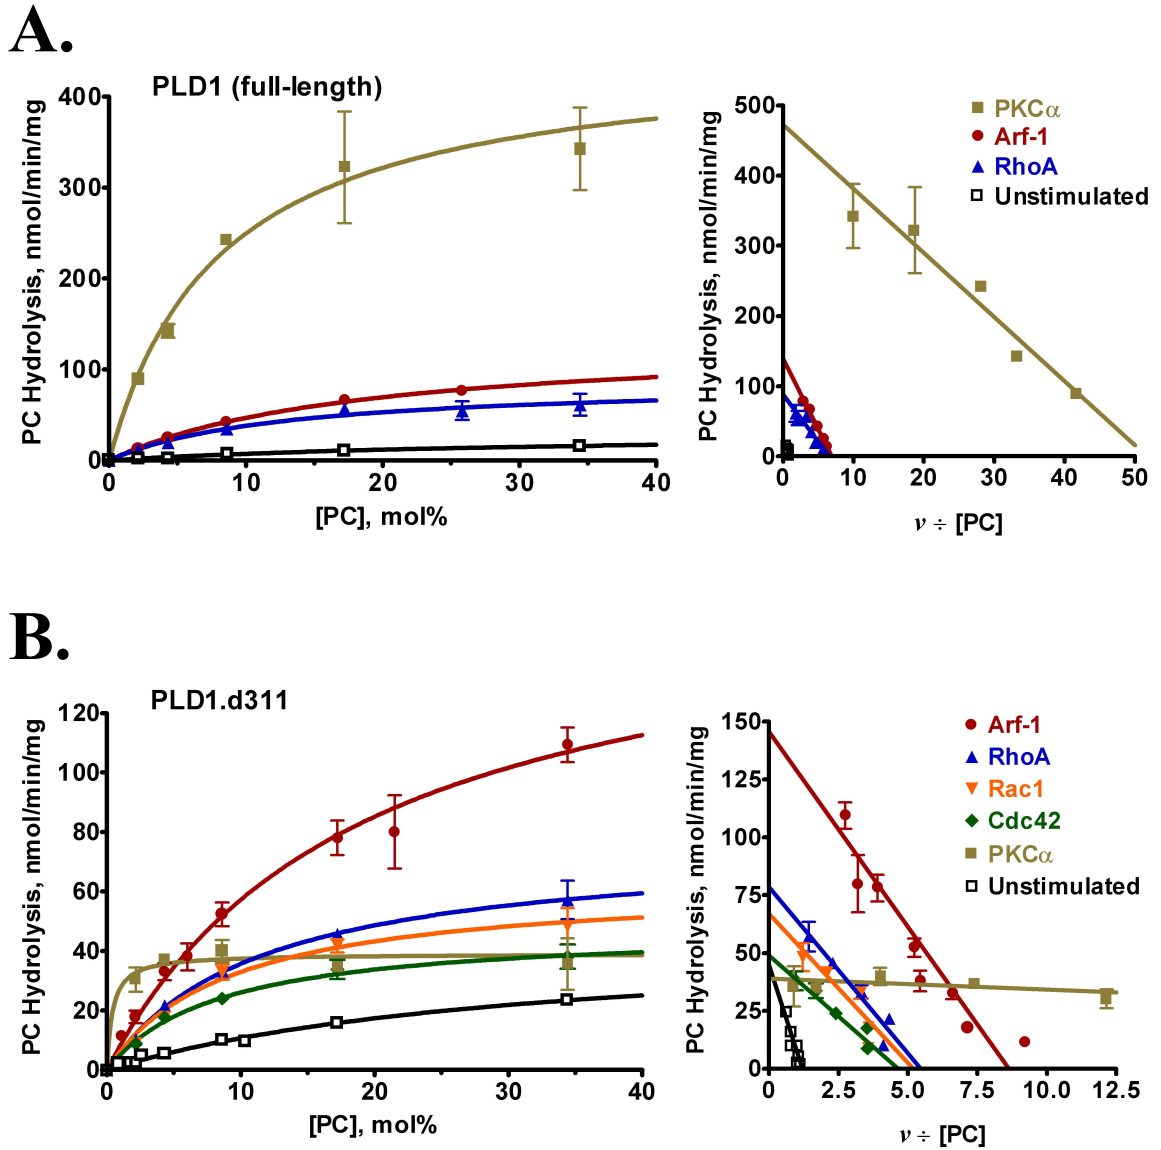 A.
PLD1 (full-length)
PC Hydrolysis, nmol/min/mg
400
300
200
100
0
0 10 20 30 40
[PC], mol%
PC Hydrolysis, nmol/min/mg
500
400
300
200
100
0
0 10 20 30 40 50
v ÷ [PC]
PKCα
Arf-1
RhoA
Unstimulated
B.
PLD1.d311
PC Hydrolysis, nmol/min/mg
120
100
80
60
40
20
0
0 10 20 30 40
[PC], mol%
PC Hydrolysis, nmol/min/mg
150
125
100
75
50
25
0
0 2.5 5.0 7.5 10.0 12.5
v ÷ [PC]
Arf-1
RhoA
Rac1
Cdc42
PKCα
Unstimulated